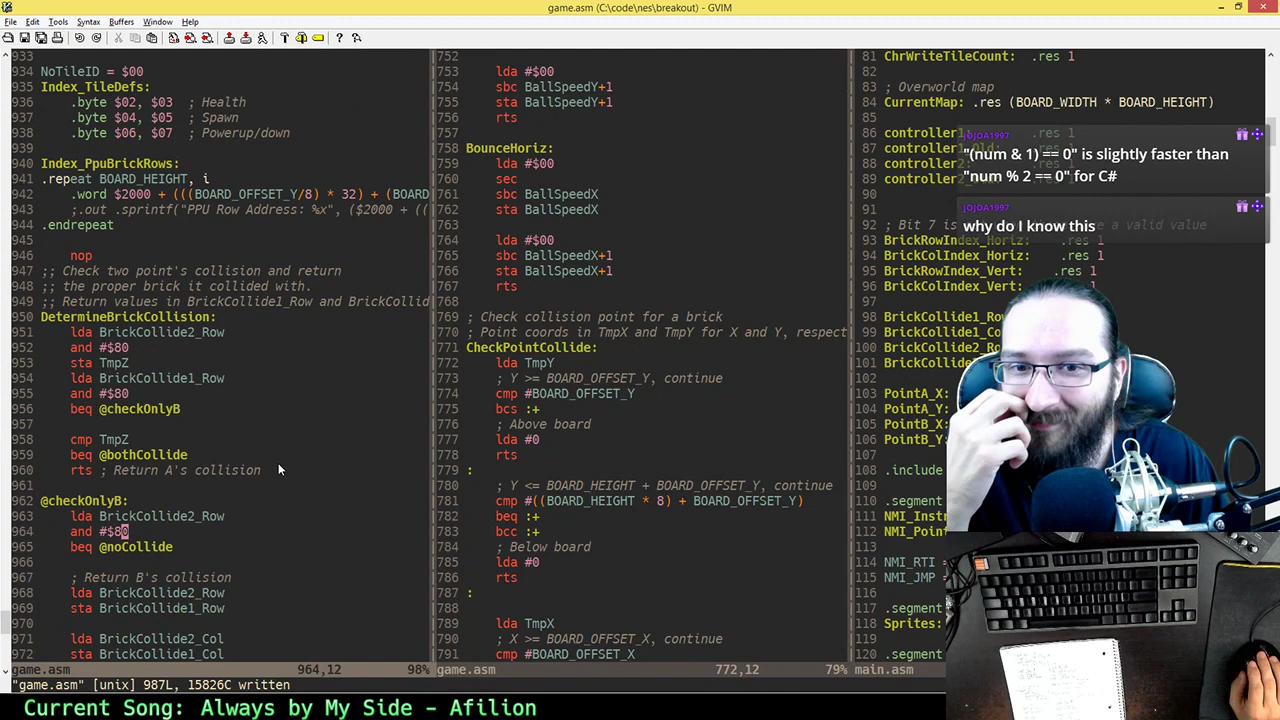 game.asm (C:\code\nes\breakout) - GVIM
File Edit Tools Syntax Buffers Window Help
933
934 NoTileID = $00
935 Index_TileDefs:
936 .byte $02, $03 ; Health
937 .byte $04, $05 ; Spawn
938 .byte $06, $07 ; Powerup/down
939
940 Index_PpuBrickRows:
941 .repeat BOARD_HEIGHT, i
942 .word $2000 + (((BOARD_OFFSET_Y/8) * 32) + (BOARD
943 ;.out .sprintf("PPU Row Address: %x", ($2000 + ((
944 .endrepeat
945
946 nop
947 ;; Check two point's collision and return
948 ;; the proper brick it collided with.
949 ;; Return values in BrickCollide1_Row and BrickCollid
950 DetermineBrickCollision:
951 lda BrickCollide2_Row
952 and #$80
953 sta TmpZ
954 lda BrickCollide1_Row
955 and #$80
956 beq @checkOnlyB
957
958 cmp TmpZ
959 beq @bothCollide
960 rts ; Return A's collision
961
962 @checkOnlyB:
963 lda BrickCollide2_Row
964 and #$80
965 beq @noCollide
966
967 ; Return B's collision
968 lda BrickCollide2_Row
969 sta BrickCollide1_Row
970
971 lda BrickCollide2_Col
972 sta BrickCollide1_Col
game.asm 964,12 98%
752
753 lda #$00
754 sbc BallSpeedY+1
755 sta BallSpeedY+1
756 rts
757
758 BounceHoriz:
759 lda #$00
760 sec
761 sbc BallSpeedX
762 sta BallSpeedX
763
764 lda #$00
765 sbc BallSpeedX+1
766 sta BallSpeedX+1
767 rts
768
769 ; Check collision point for a brick
770 ; Point coords in TmpX and TmpY for X and Y, respect
771 CheckPointCollide:
772 lda TmpY
773 ; Y >= BOARD_OFFSET_Y, continue
774 cmp #BOARD_OFFSET_Y
775 bcs :+
776 ; Above board
777 lda #0
778 rts
779 :
780 ; Y <= BOARD_HEIGHT + BOARD_OFFSET_Y, continue
781 cmp #((BOARD_HEIGHT * 8) + BOARD_OFFSET_Y)
782 beq :+
783 bcc :+
784 ; Below board
785 lda #0
786 rts
787 :
788
789 lda TmpX
790 ; X >= BOARD_OFFSET_X, continue
791 cmp #BOARD_OFFSET_X
game.asm 772,12 79%
81 ChrWriteTileCount: .res 1
82
83 ; Overworld map
84 CurrentMap: .res (BOARD_WIDTH * BOARD_HEIGHT)
85
86 controller1: .res 1
87 controller1_Old: .res 1
88 controller2: .res 1
89 controller2 .res 1
90
91
92 ; Bit 7 is a valid value
93 BrickRowIndex_Horiz: .res 1
94 BrickColIndex_Horiz: .res 1
95 BrickRowIndex_Vert: .res 1
96 BrickColIndex_Vert: .res 1
97
98 BrickCollide1_Row
99 BrickCollide1
100 BrickCollide2_Ro
101 BrickCollide
102
103 PointA_X:
104 PointA_Y:
105 PointB_X:
106 PointB_Y:
107
108 .include
109
110 .segment
111 NMI_Instr
112 NMI_Point
113
114 NMI_RTI =
115 NMI_JMP =
116
117 .segment
118 Sprites:
119
120 .segment
main.asm
JOJOA1997
"(num & 1) == 0" is slightly faster than
"num % 2 == 0" for C#
JOJOA1997
why do I know this
"game.asm" [unix] 987L, 15826C written
Current Song: Always by My Side - Afilion